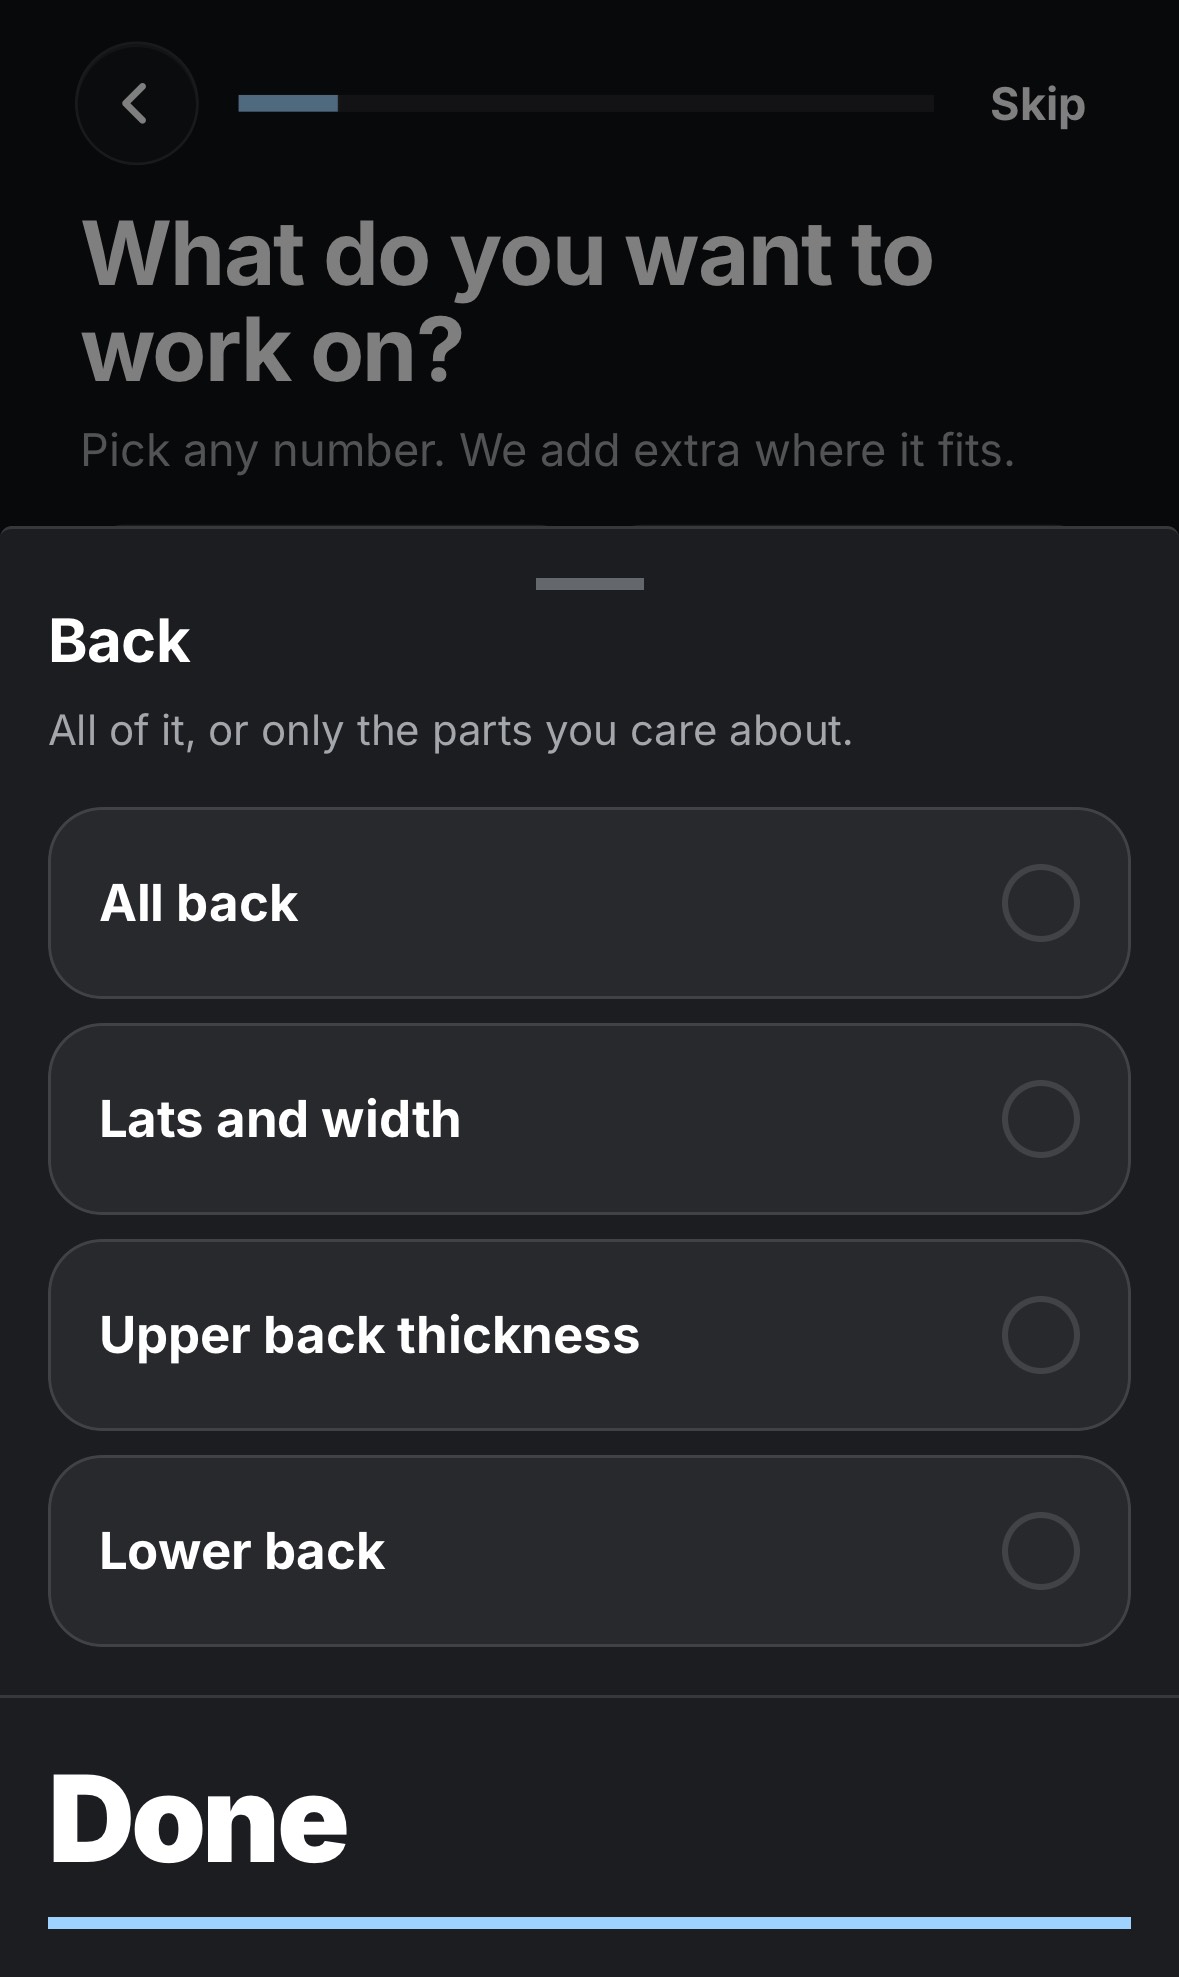 Skip
What do you want to
work on?
Pick any number. We add extra where it fits.
Back
All of it, or only the parts you care about.
All back
Lats and width
Upper back thickness
Lower back
Done